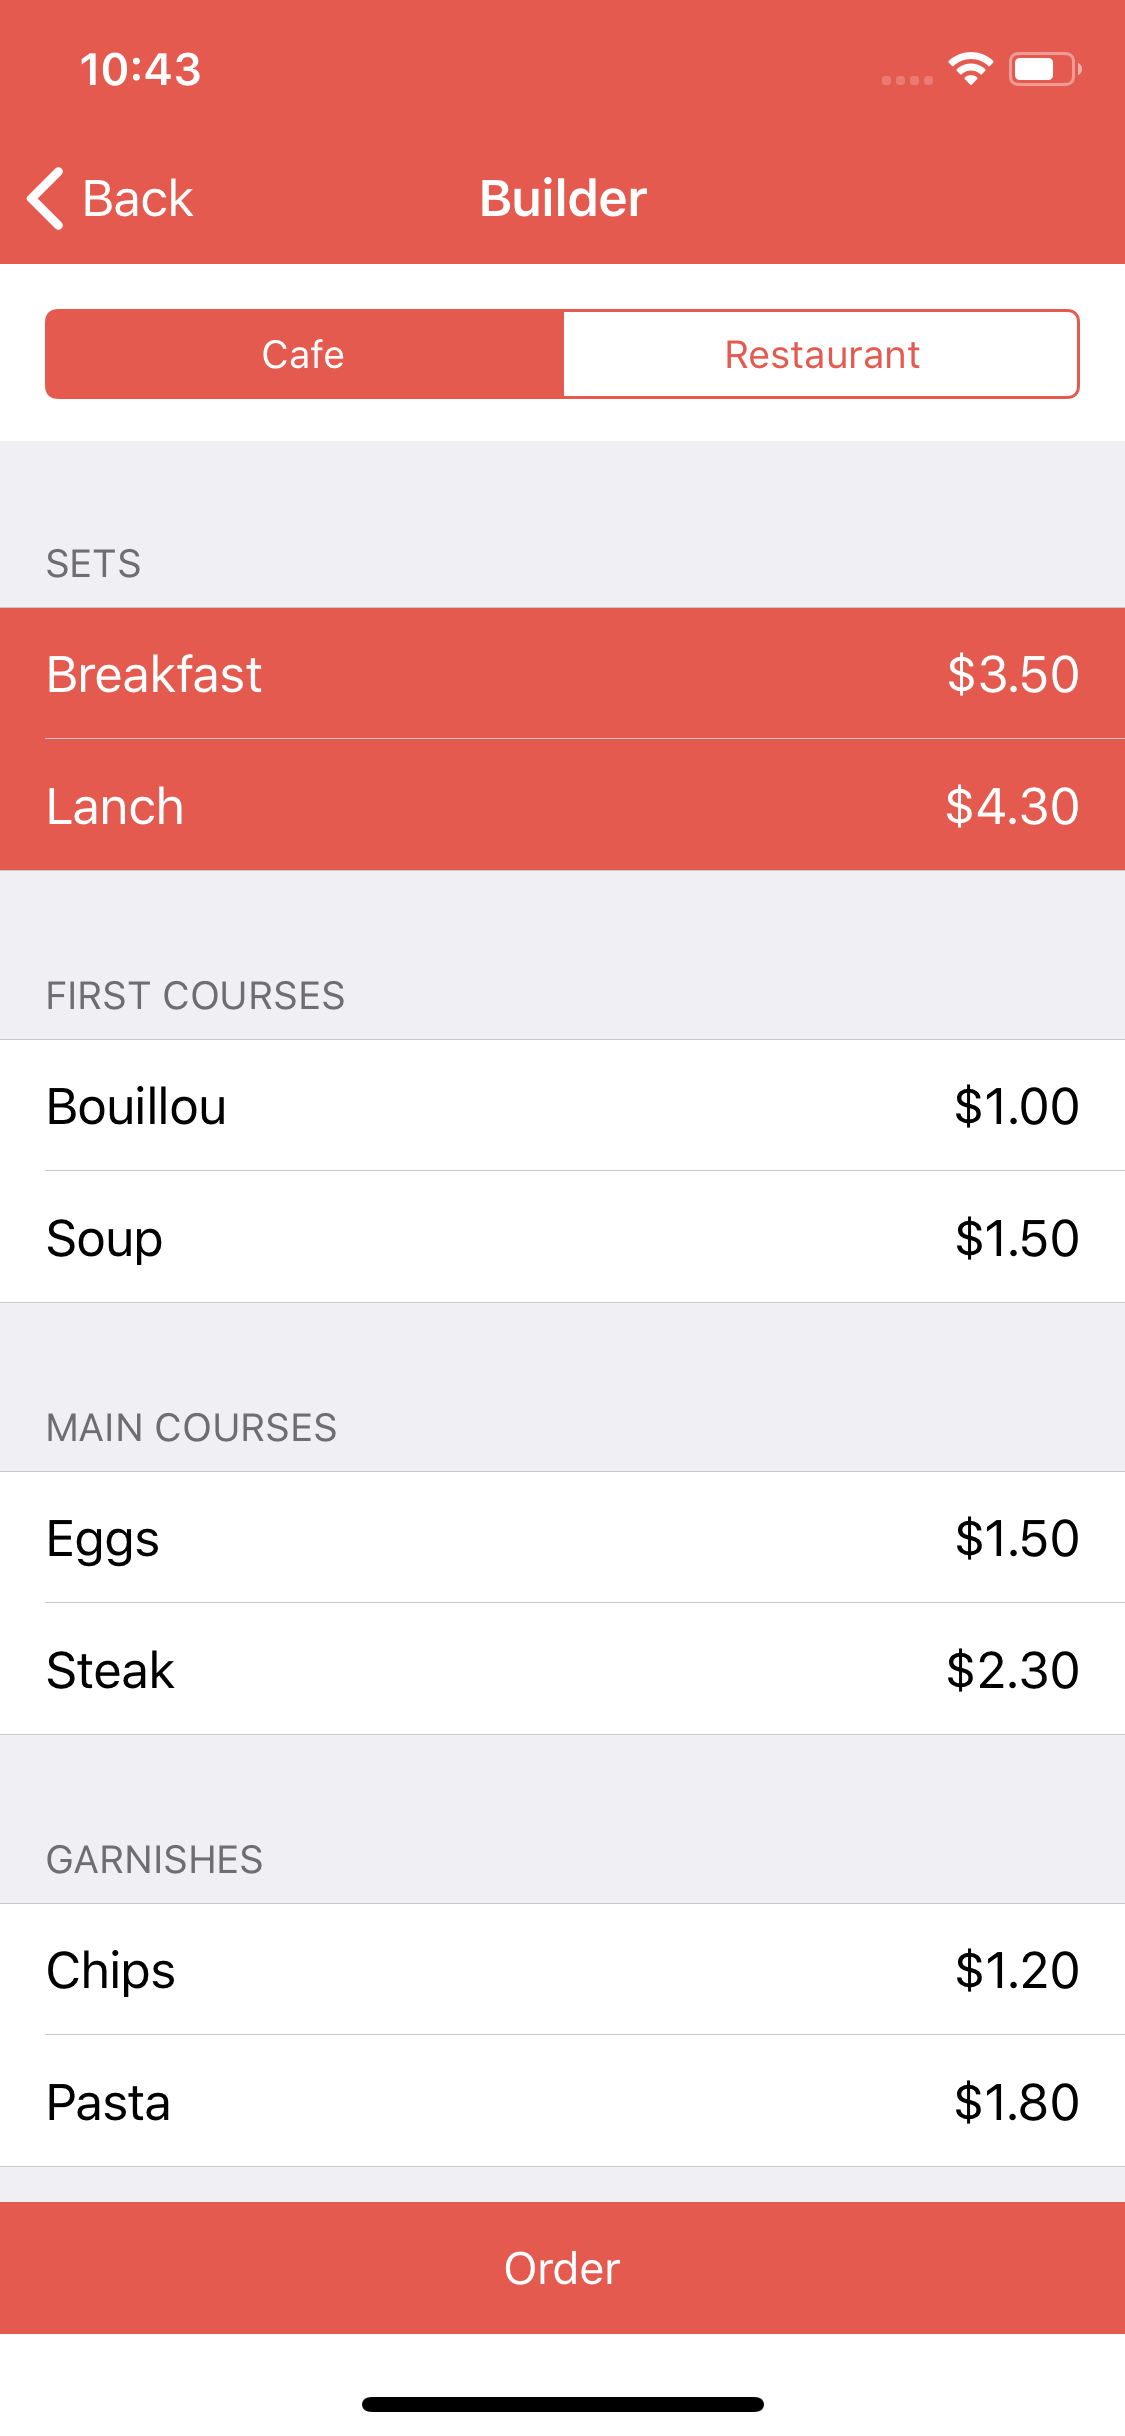 10:43
Back Builder
Cafe Restaurant
SETS
Breakfast $3.50
Lanch $4.30
FIRST COURSES
Bouillou $1.00
Soup $1.50
MAIN COURSES
Eggs $1.50
Steak $2.30
GARNISHES
Chips $1.20
Pasta $1.80
Order